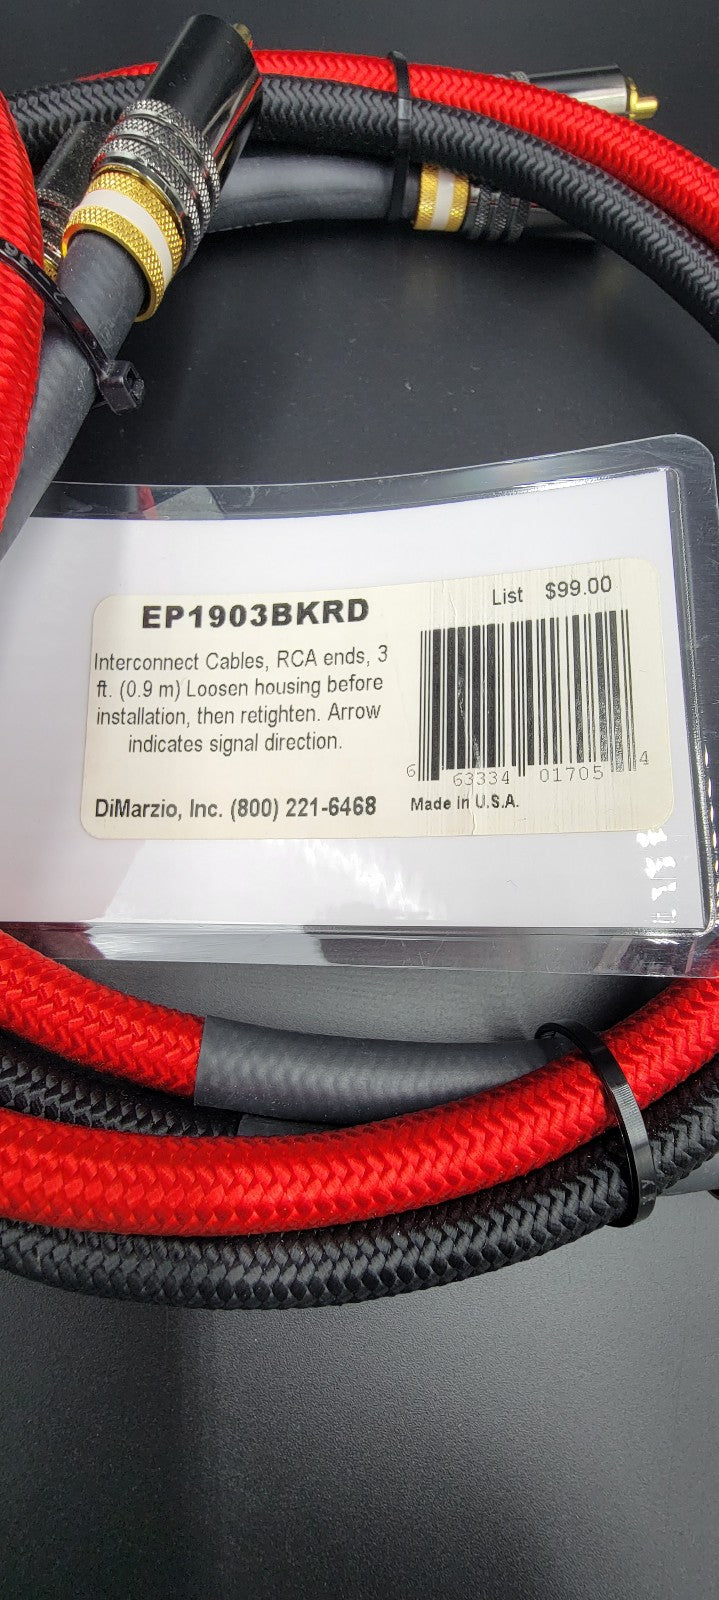 EP1903BKRD
List $99.00
Interconnect Cables, RCA ends, 3
ft. (0.9 m) Loosen housing before
installation, then retighten. Arrow
indicates signal direction.
6 63334 01705 4
DiMarzio, Inc. (800) 221-6468
Made in U.S.A.